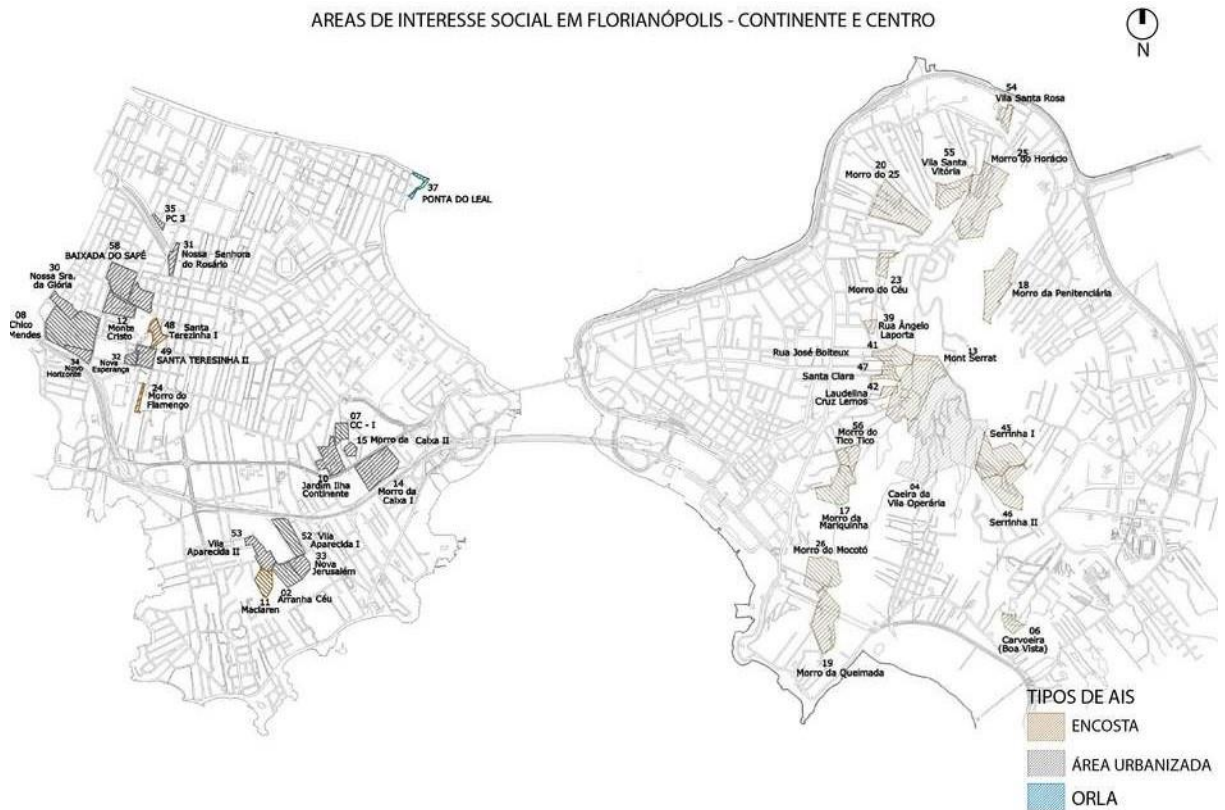 AREAS DE INTERESSE SOCIAL EM FLORIANÓPOLIS - CONTINENTE E CENTRO
N
37
PONTA DO LEAL
35
PC 3
31
Nossa Senhora
do Rosário
58
BAIXADA DO SAPÉ
30
Nossa Sra.
da Glória
08
Chico
Mendes
12
Monte
Cristo
48
Santa
Terezinha I
49
SANTA TERESINHA II
32
Nova
Esperança
34
Novo
Horizonte
24
Morro do
Flamengo
07
CC - I
15 Morro da Caixa II
10
Jardim Ilha
Continente
14
Morro da
Caixa I
53
Vila
Aparecida II
52 Vila
Aparecida I
33
Nova
Jerusalém
02
Arranha Céu
11
Maclaren
54
Vila Santa Rosa
25
Morro do Horácio
55
Vila Santa
Vitória
20
Morro do 25
23
Morro do Céu
18
Morro da Penitenciária
39
Rua Ângelo
Laporta
41
Rua José Boiteux
13
Mont Serrat
47
Santa Clara
42
Laudelina
Cruz Lemos
56
Morro do
Tico Tico
45
Serrinha I
04
Caeira da
Vila Operária
46
Serrinha II
17
Morro da
Mariquinha
26
Morro do Mocotó
19
Morro da Queimada
06
Carvoeira
(Boa Vista)
TIPOS DE AIS
ENCOSTA
ÁREA URBANIZADA
ORLA